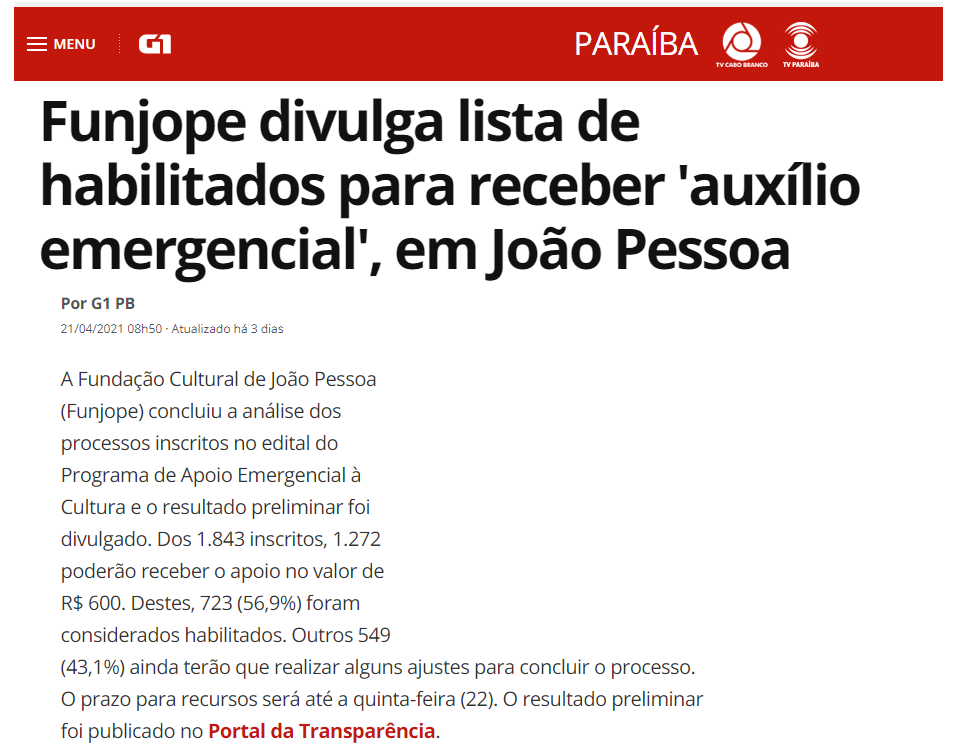 MENU
G1
PARAÍBA
TV CABO BRANCO
TV PARAÍBA
Funjope divulga lista de
habilitados para receber 'auxílio
emergencial', em João Pessoa
Por G1 PB
21/04/2021 08h50 · Atualizado há 3 dias
A Fundação Cultural de João Pessoa
(Funjope) concluiu a análise dos
processos inscritos no edital do
Programa de Apoio Emergencial à
Cultura e o resultado preliminar foi
divulgado. Dos 1.843 inscritos, 1.272
poderão receber o apoio no valor de
R$ 600. Destes, 723 (56,9%) foram
considerados habilitados. Outros 549
(43,1%) ainda terão que realizar alguns ajustes para concluir o processo.
O prazo para recursos será até a quinta-feira (22). O resultado preliminar
foi publicado no Portal da Transparência.